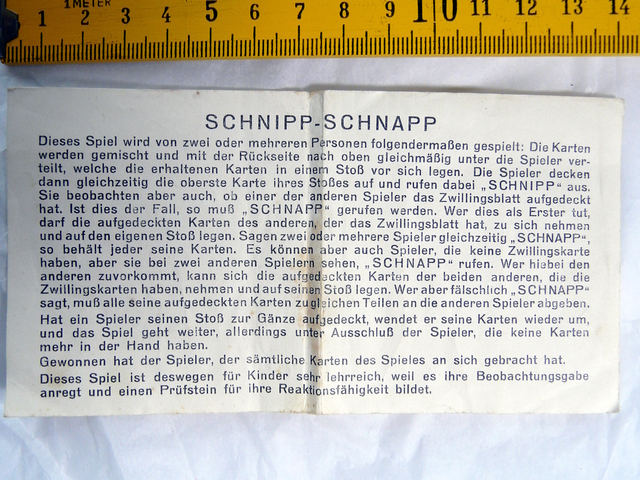 1METER
1 2 3 4 5 6 7 8 9 10 11 12 13 14
SCHNIPP-SCHNAPP
Dieses Spiel wird von zwei oder mehreren Personen folgendermaßen gespielt: Die Karten
werden gemischt und mit der Rückseite nach oben gleichmäßig unter die Spieler ver-
teilt, welche die erhaltenen Karten in einem Stoß vor sich legen. Die Spieler decken
dann gleichzeitig die oberste Karte ihres Stoßes auf und rufen dabei „SCHNIPP“ aus.
Sie beobachten aber auch, ob einer der anderen Spieler das Zwillingsblatt aufgedeckt
hat. Ist dies der Fall, so muß „SCHNAPP“ gerufen werden. Wer dies als Erster tut,
darf die aufgedeckten Karten des anderen, der das Zwillingsblatt hat, zu sich nehmen
und auf den eigenen Stoß legen. Sagen zwei oder mehrere Spieler gleichzeitig „SCHNAPP“,
so behält jeder seine Karten. Es können aber auch Spieler, die keine Zwillingskarte
haben, aber sie bei zwei anderen Spielern sehen, „SCHNAPP“ rufen. Wer hiebei den
anderen zuvorkommt, kann sich die aufgedeckten Karten der beiden anderen, die die
Zwillingskarten haben, nehmen und auf seinen Stoß legen. Wer aber fälschlich „SCHNAPP“
sagt, muß alle seine aufgedeckten Karten zu gleichen Teilen an die anderen Spieler abgeben.
Hat ein Spieler seinen Stoß zur Gänze aufgedeckt, wendet er seine Karten wieder um,
und das Spiel geht weiter, allerdings unter Ausschluß der Spieler, die keine Karten
mehr in der Hand haben.
Gewonnen hat der Spieler, der sämtliche Karten des Spieles an sich gebracht hat.
Dieses Spiel ist deswegen für Kinder sehr lehrreich, weil es ihre Beobachtungsgabe
anregt und einen Prüfstein für ihre Reaktionsfähigkeit bildet.